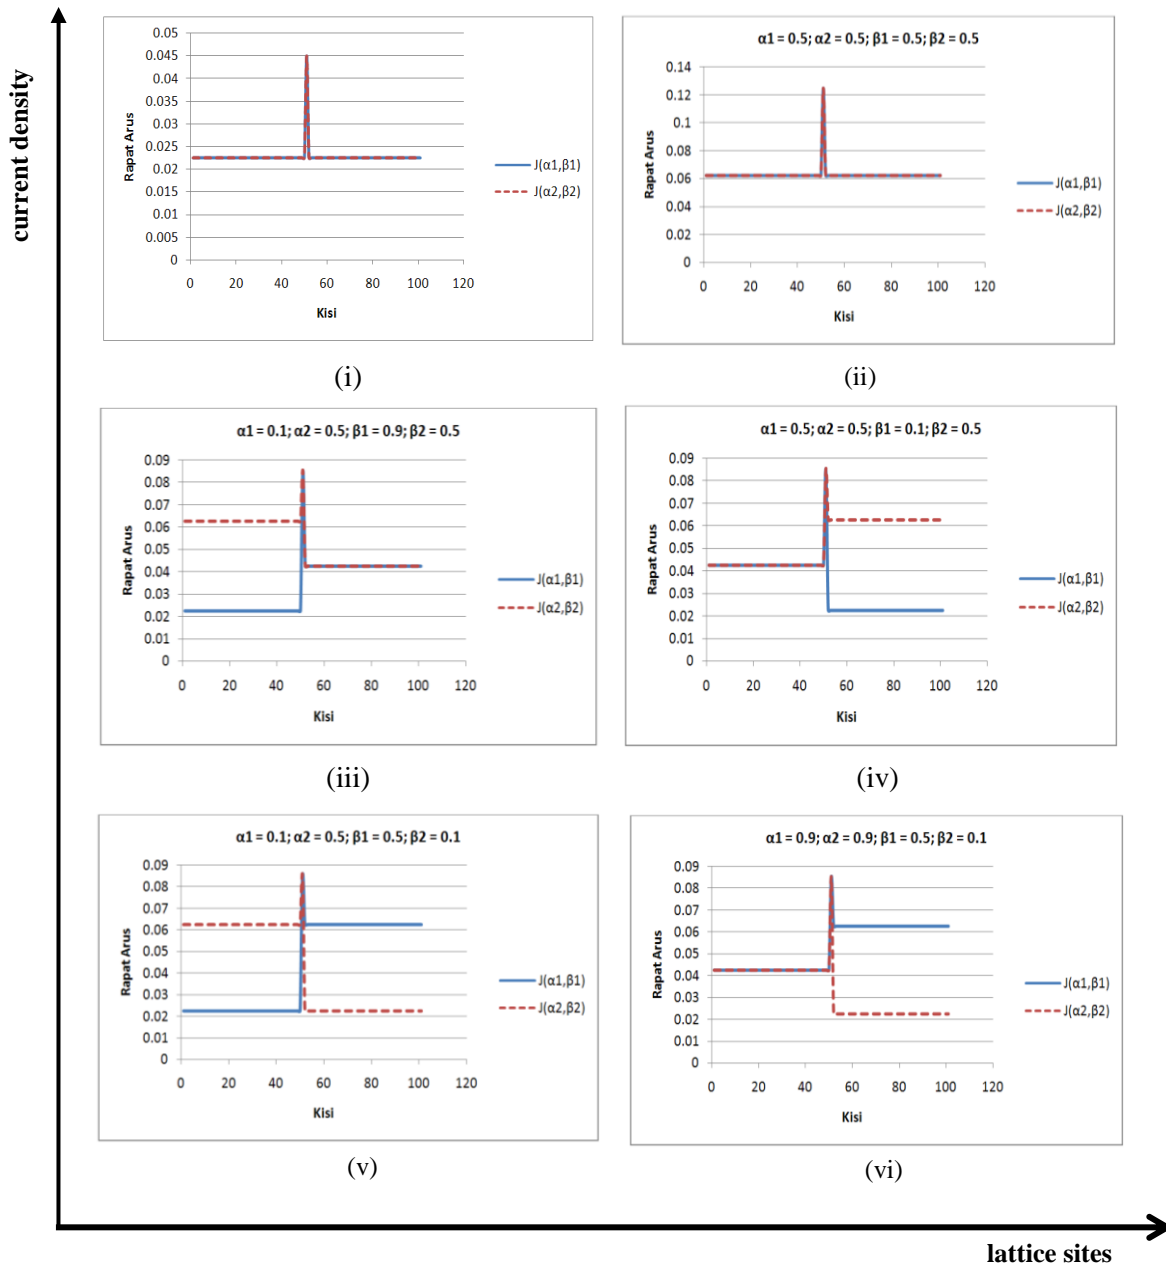 current density
0.05
0.045
0.04
0.035
0.03
0.025
0.02
0.015
0.01
0.005
0
Rapat Arus
0 20 40 60 80 100 120
Kisi
J(α1,β1)
J(α2,β2)
(i)
α1 = 0.5; α2 = 0.5; β1 = 0.5; β2 = 0.5
0.14
0.12
0.1
0.08
0.06
0.04
0.02
0
Rapat Arus
0 20 40 60 80 100 120
Kisi
J(α1,β1)
J(α2,β2)
(ii)
α1 = 0.1; α2 = 0.5; β1 = 0.9; β2 = 0.5
0.09
0.08
0.07
0.06
0.05
0.04
0.03
0.02
0.01
0
Rapat Arus
0 20 40 60 80 100 120
Kisi
J(α1,β1)
J(α2,β2)
(iii)
α1 = 0.5; α2 = 0.5; β1 = 0.1; β2 = 0.5
0.09
0.08
0.07
0.06
0.05
0.04
0.03
0.02
0.01
0
Rapat Arus
0 20 40 60 80 100 120
Kisi
J(α1,β1)
J(α2,β2)
(iv)
α1 = 0.1; α2 = 0.5; β1 = 0.5; β2 = 0.1
0.09
0.08
0.07
0.06
0.05
0.04
0.03
0.02
0.01
0
Rapat Arus
0 20 40 60 80 100 120
Kisi
J(α1,β1)
J(α2,β2)
(v)
α1 = 0.9; α2 = 0.9; β1 = 0.5; β2 = 0.1
0.09
0.08
0.07
0.06
0.05
0.04
0.03
0.02
0.01
0
Rapat Arus
0 20 40 60 80 100 120
Kisi
J(α1,β1)
J(α2,β2)
(vi)
lattice sites